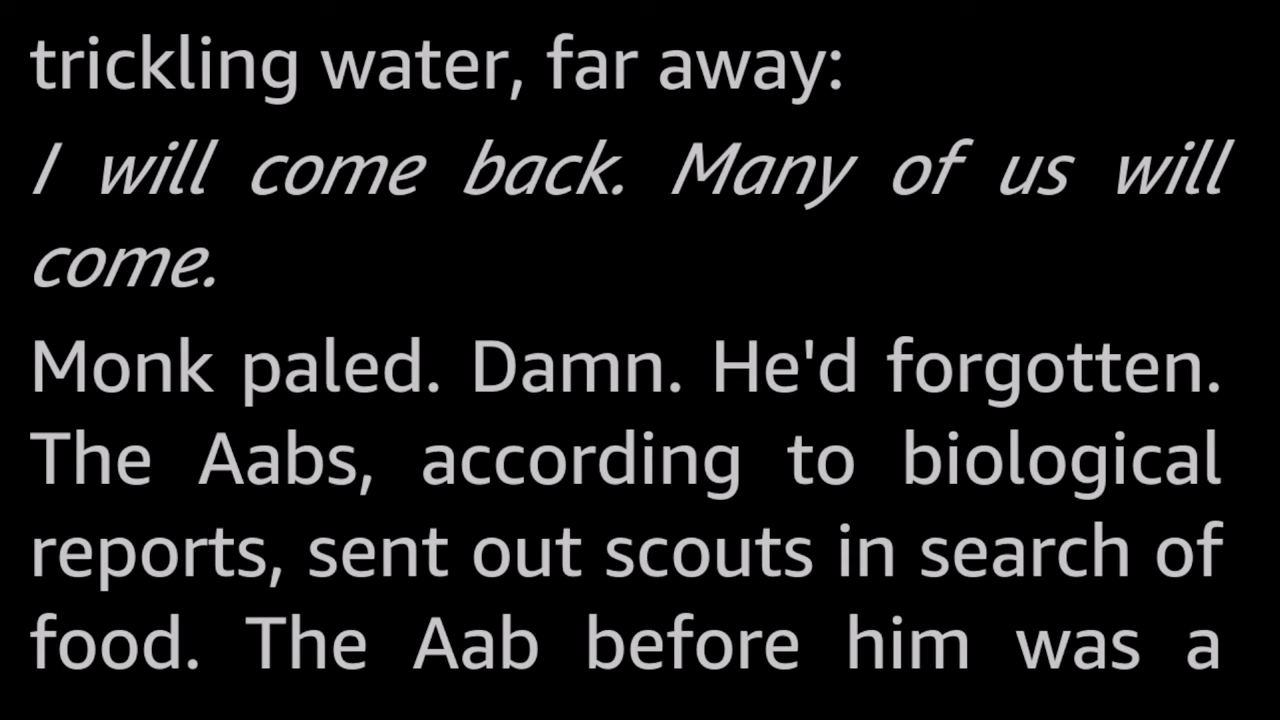 trickling water, far away:
I will come back. Many of us will
come.
Monk paled. Damn. He'd forgotten.
The Aabs, according to biological
reports, sent out scouts in search of
food. The Aab before him was a